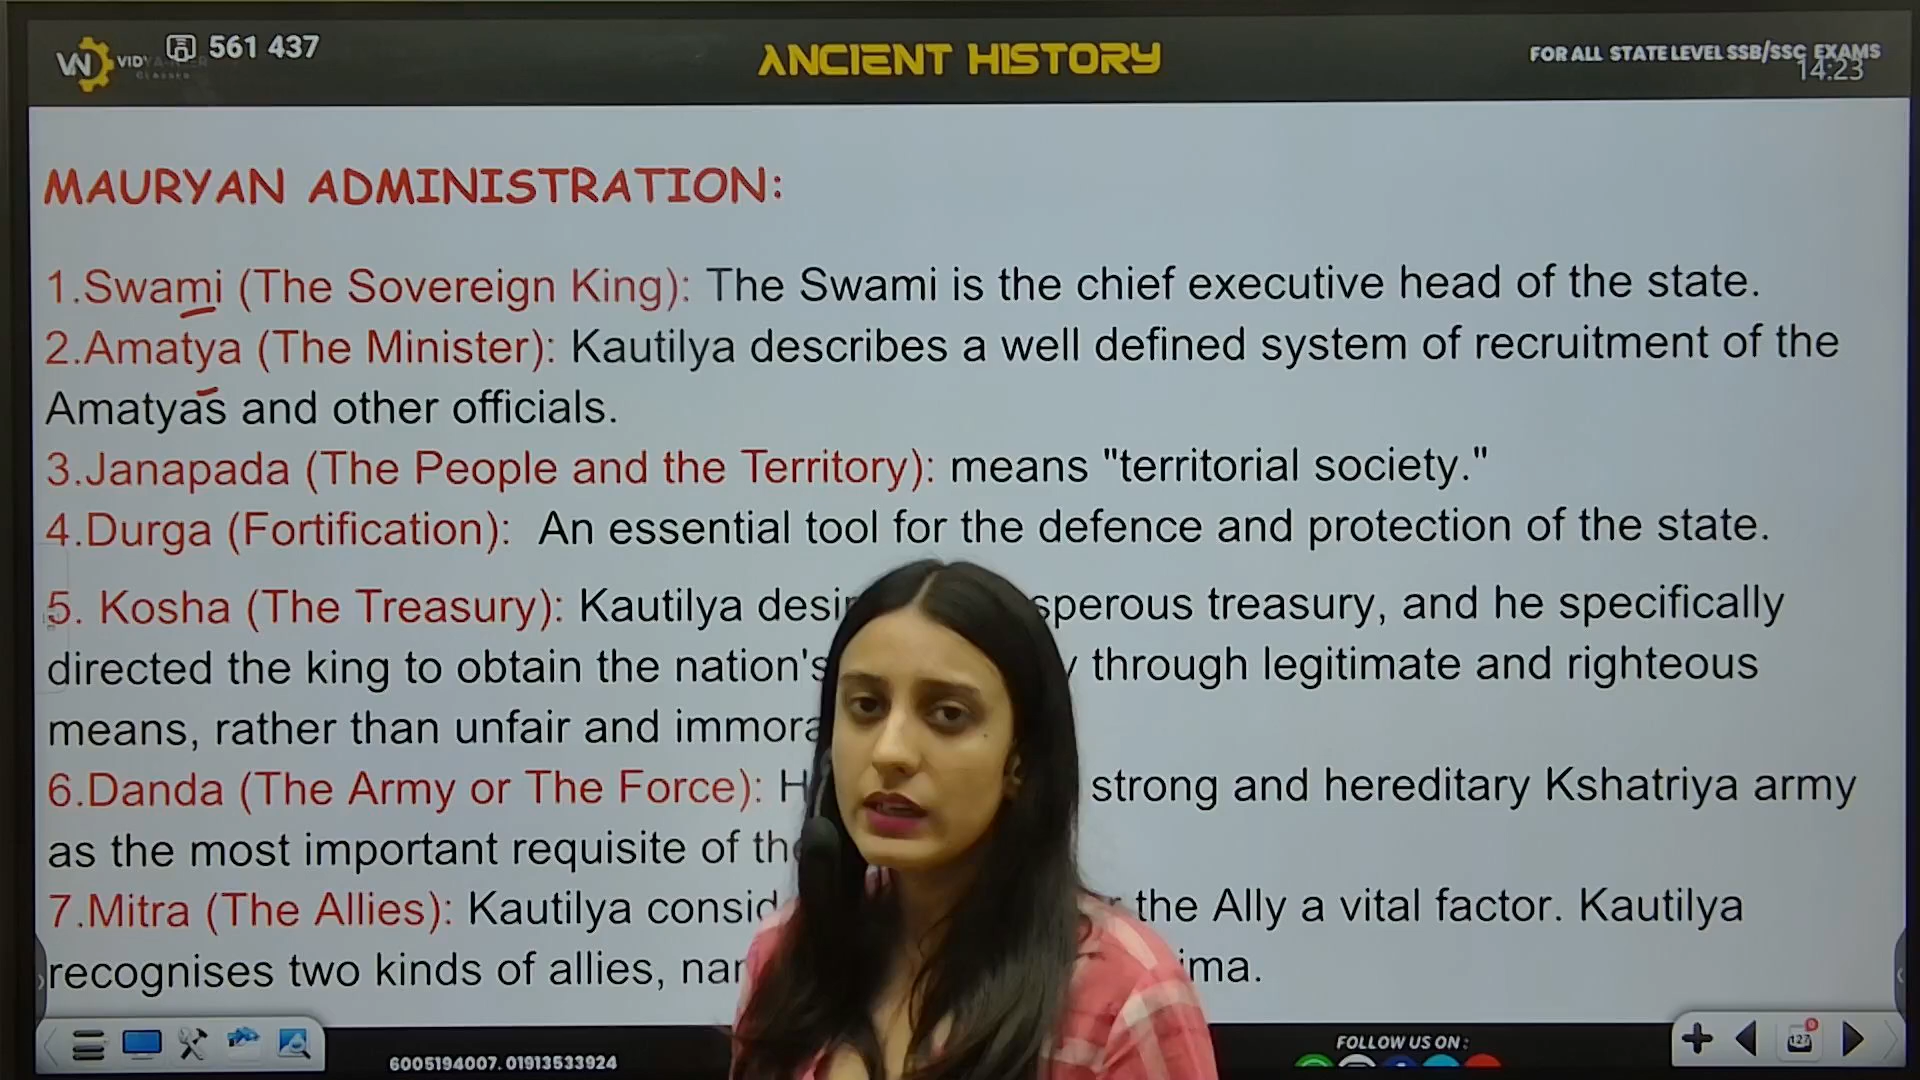 561 437
ANCIENT HISTORY
FOR ALL STATE LEVEL SSB/SSC EXAMS
14:23
MAURYAN ADMINISTRATION:
1.Swami (The Sovereign King): The Swami is the chief executive head of the state.
2.Amatya (The Minister): Kautilya describes a well defined system of recruitment of the
Amatyas and other officials.
3.Janapada (The People and the Territory): means "territorial society."
4.Durga (Fortification): An essential tool for the defence and protection of the state.
5. Kosha (The Treasury): Kautilya treasury, and he specifically
directed the king to obtain the nation's through legitimate and righteous
means, rather than unfair and
6.Danda (The Army or The Force): strong and hereditary Kshatriya army
as the most important requisite of
7.Mitra (The Allies): Kautilya the Ally a vital factor. Kautilya
recognises two kinds of allies,
6005194007. 01913533924
FOLLOW US ON :
127